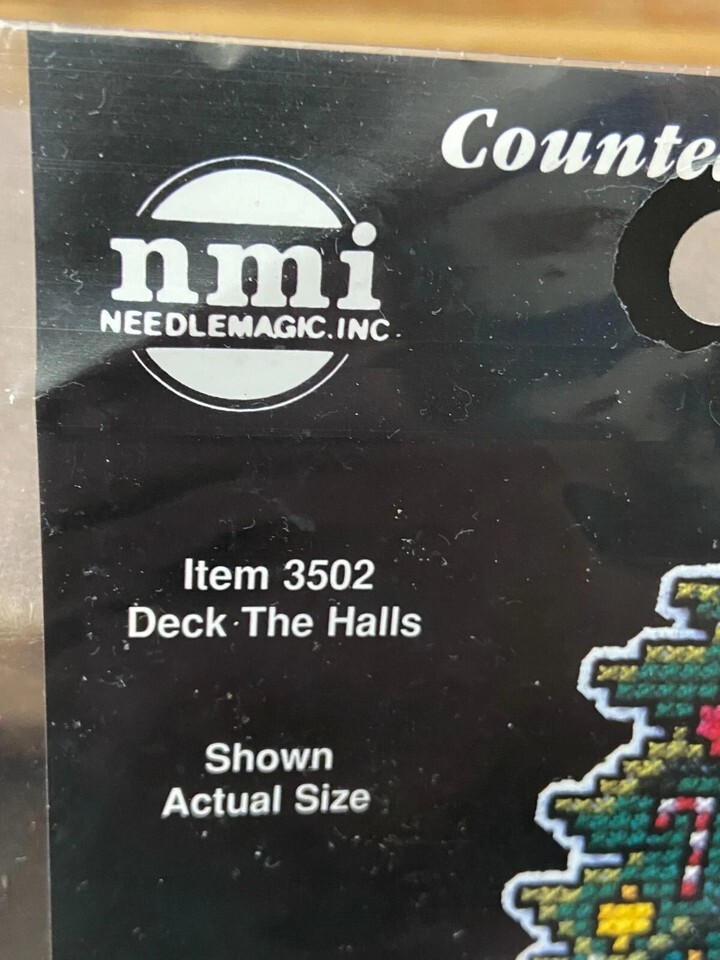 Counte
nmi
NEEDLEMAGIC.INC.
Item 3502
Deck The Halls
Shown
Actual Size